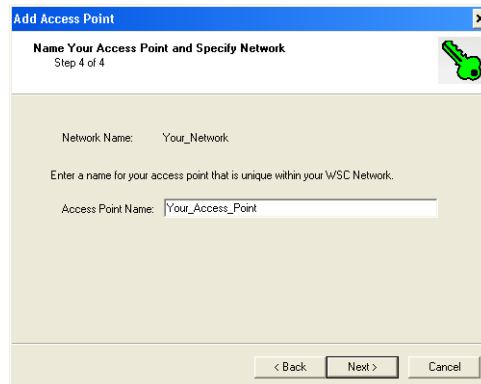 Add Access Point
Name Your Access Point and Specify Network
Step 4 of 4
Network Name: Your_Network
Enter a name for your access point that is unique within your WSC Network.
Access Point Name: Your_Access_Point
< Back Next > Cancel